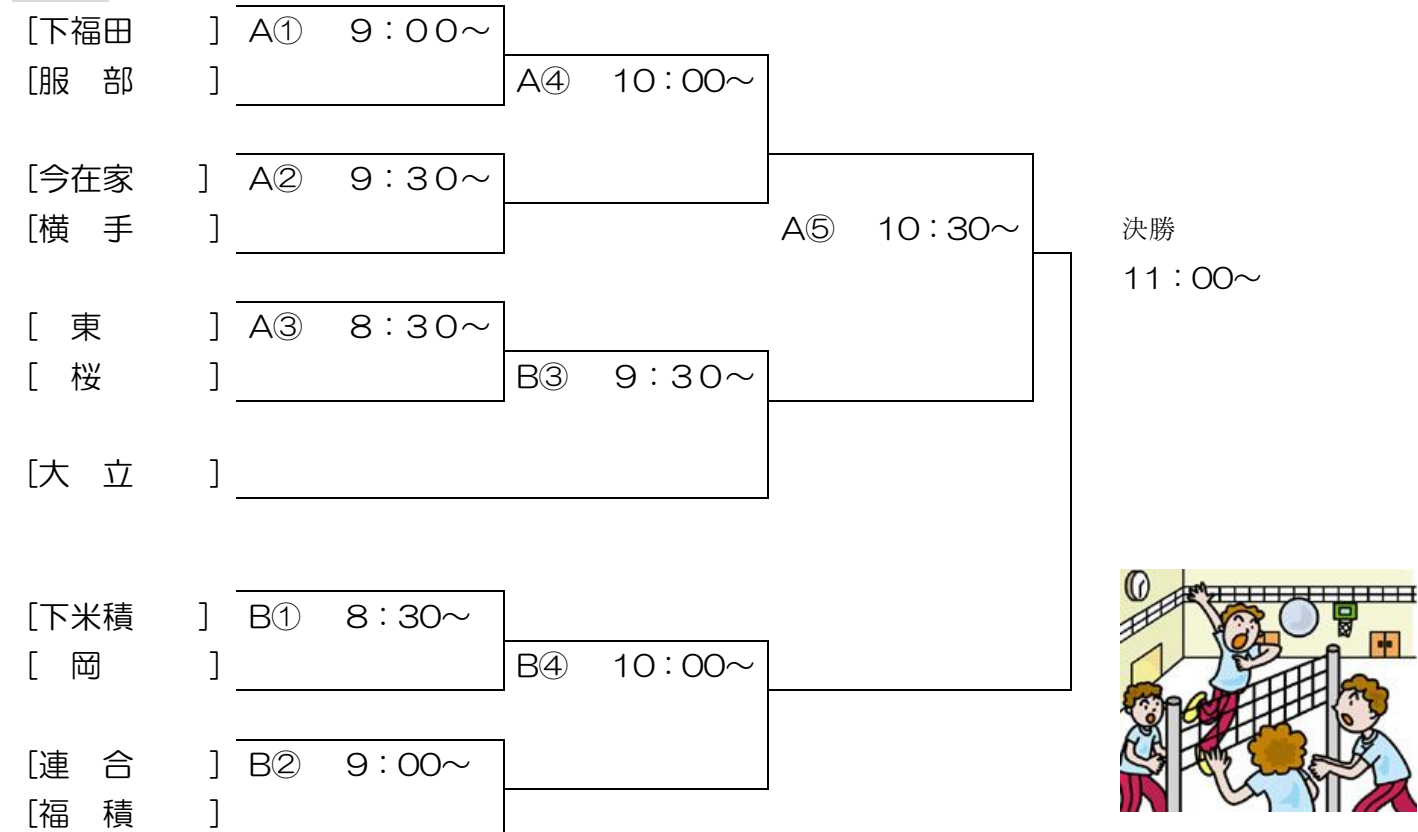 [下福田　　] A①　９：００～
[服　部　　]
A④　10：00～
[今在家　　] A②　９：３０～
[横　手　　]
A⑤　10：30～
決勝
11：00～
[　東　　　] A③　８：３０～
[　桜　　　]
B③　９：３０～
[大　立　　]
[下米積　　] B①　８：30～
[　岡　　　]
B④　10：00～
[連　合　　] B②　９：00～
[福　積　　]